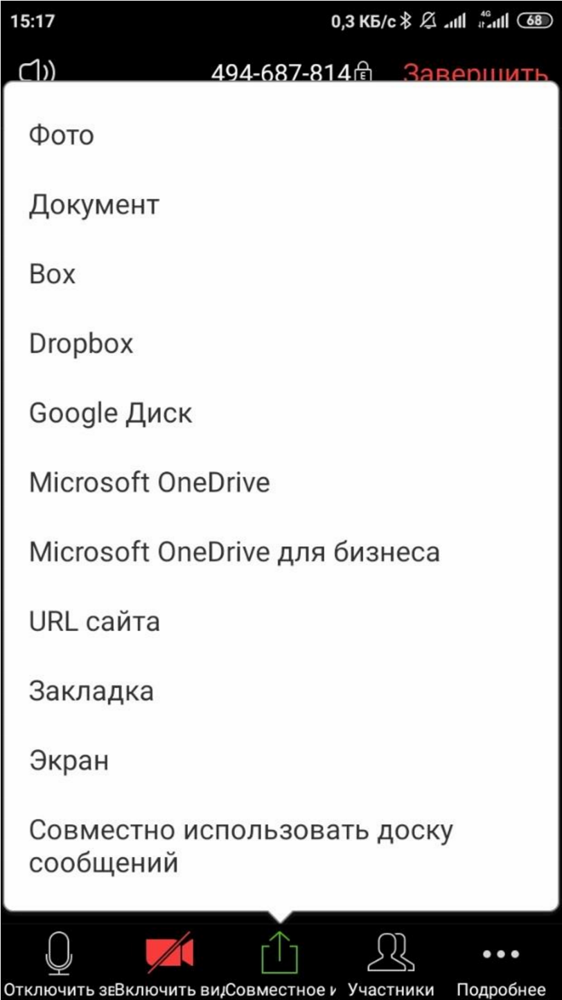 15:17 0,3 КБ/с 4G 68
494-687-814 E Завершить
Фото
Документ
Box
Dropbox
Google Диск
Microsoft OneDrive
Microsoft OneDrive для бизнеса
URL сайта
Закладка
Экран
Совместно использовать доску
сообщений
Отключить зв Включить вид Совместное и Участники Подробнее